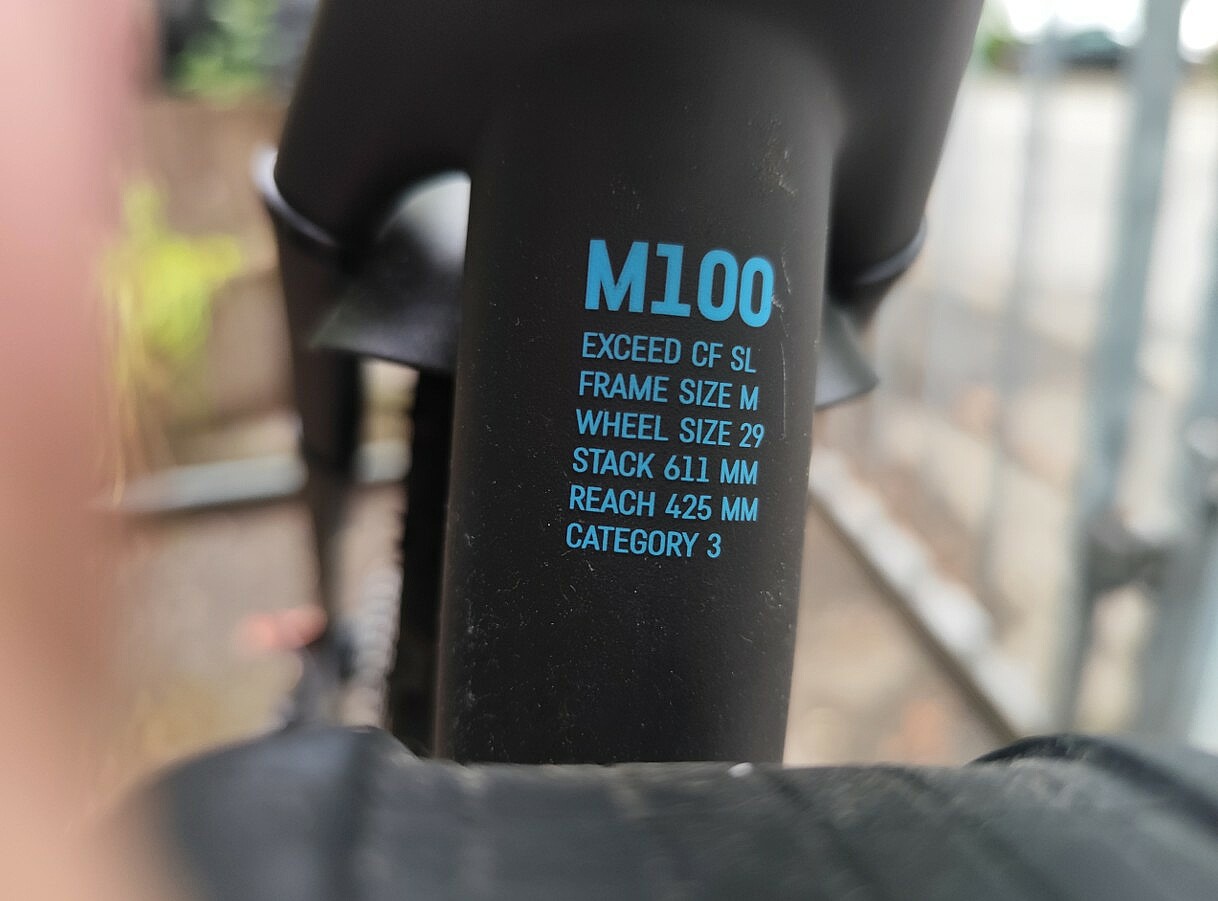 M100
EXCEED CF SL
FRAME SIZE M
WHEEL SIZE 29
STACK 611 MM
REACH 425 MM
CATEGORY 3